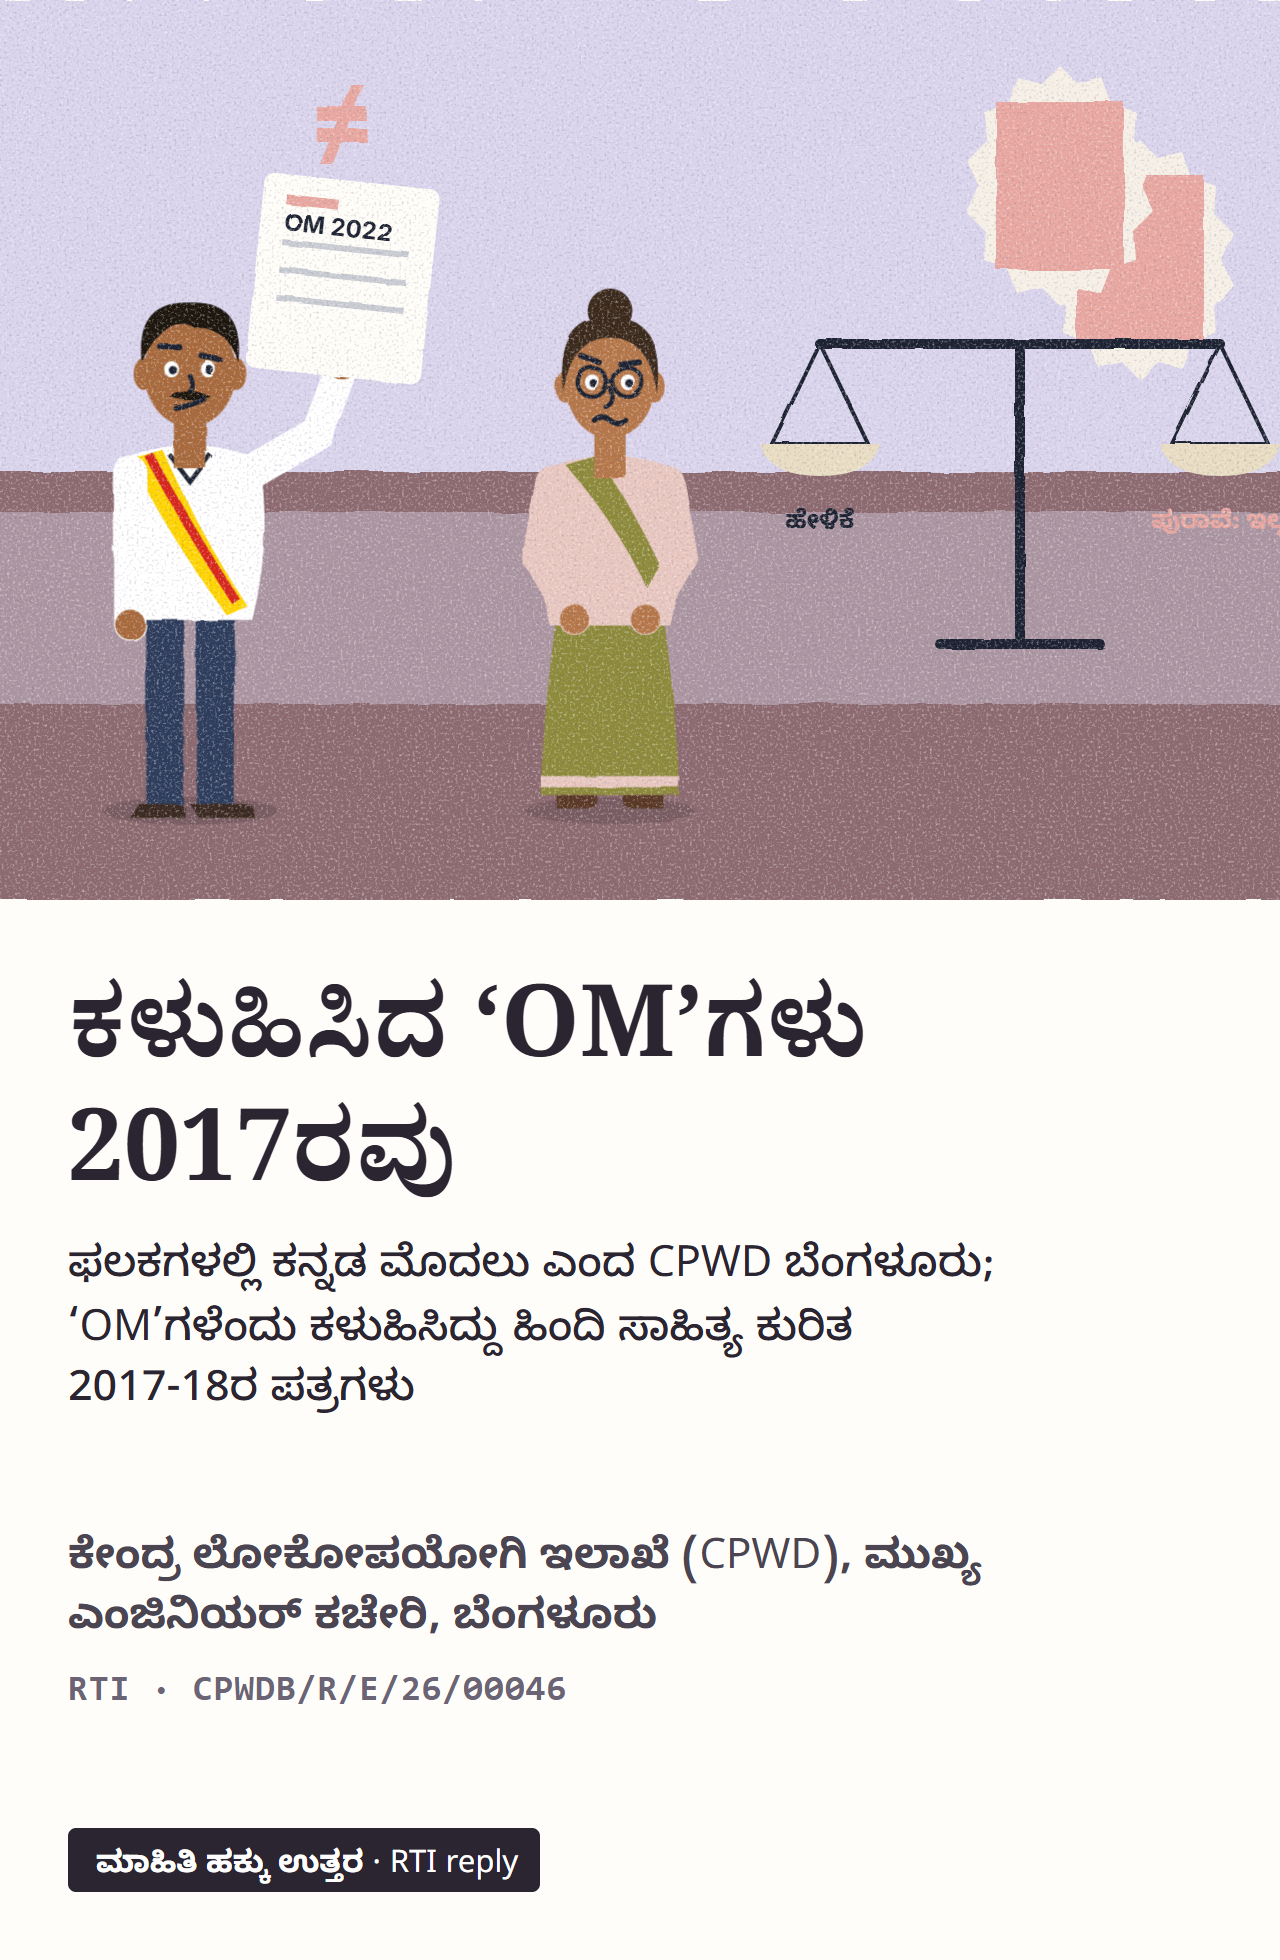 ≠
OM 2022
ಹೇಳಿಕೆ
ಪುರಾವೆ:
ಕಳುಹಿಸಿದ ‘OM’ಗಳು
2017ರವು
ಫಲಕಗಳಲ್ಲಿ ಕನ್ನಡ ಮೊದಲು ಎಂದ CPWD ಬೆಂಗಳೂರು;
‘OM’ಗಳೆಂದು ಕಳುಹಿಸಿದ್ದು ಹಿಂದಿ ಸಾಹಿತ್ಯ ಕುರಿತ
2017-18ರ ಪತ್ರಗಳು
ಕೇಂದ್ರ ಲೋಕೋಪಯೋಗಿ ಇಲಾಖೆ (CPWD), ಮುಖ್ಯ
ಎಂಜಿನಿಯರ್ ಕಚೇರಿ, ಬೆಂಗಳೂರು
RTI · CPWDB/R/E/26/00046
ಮಾಹಿತಿ ಹಕ್ಕು ಉತ್ತರ · RTI reply